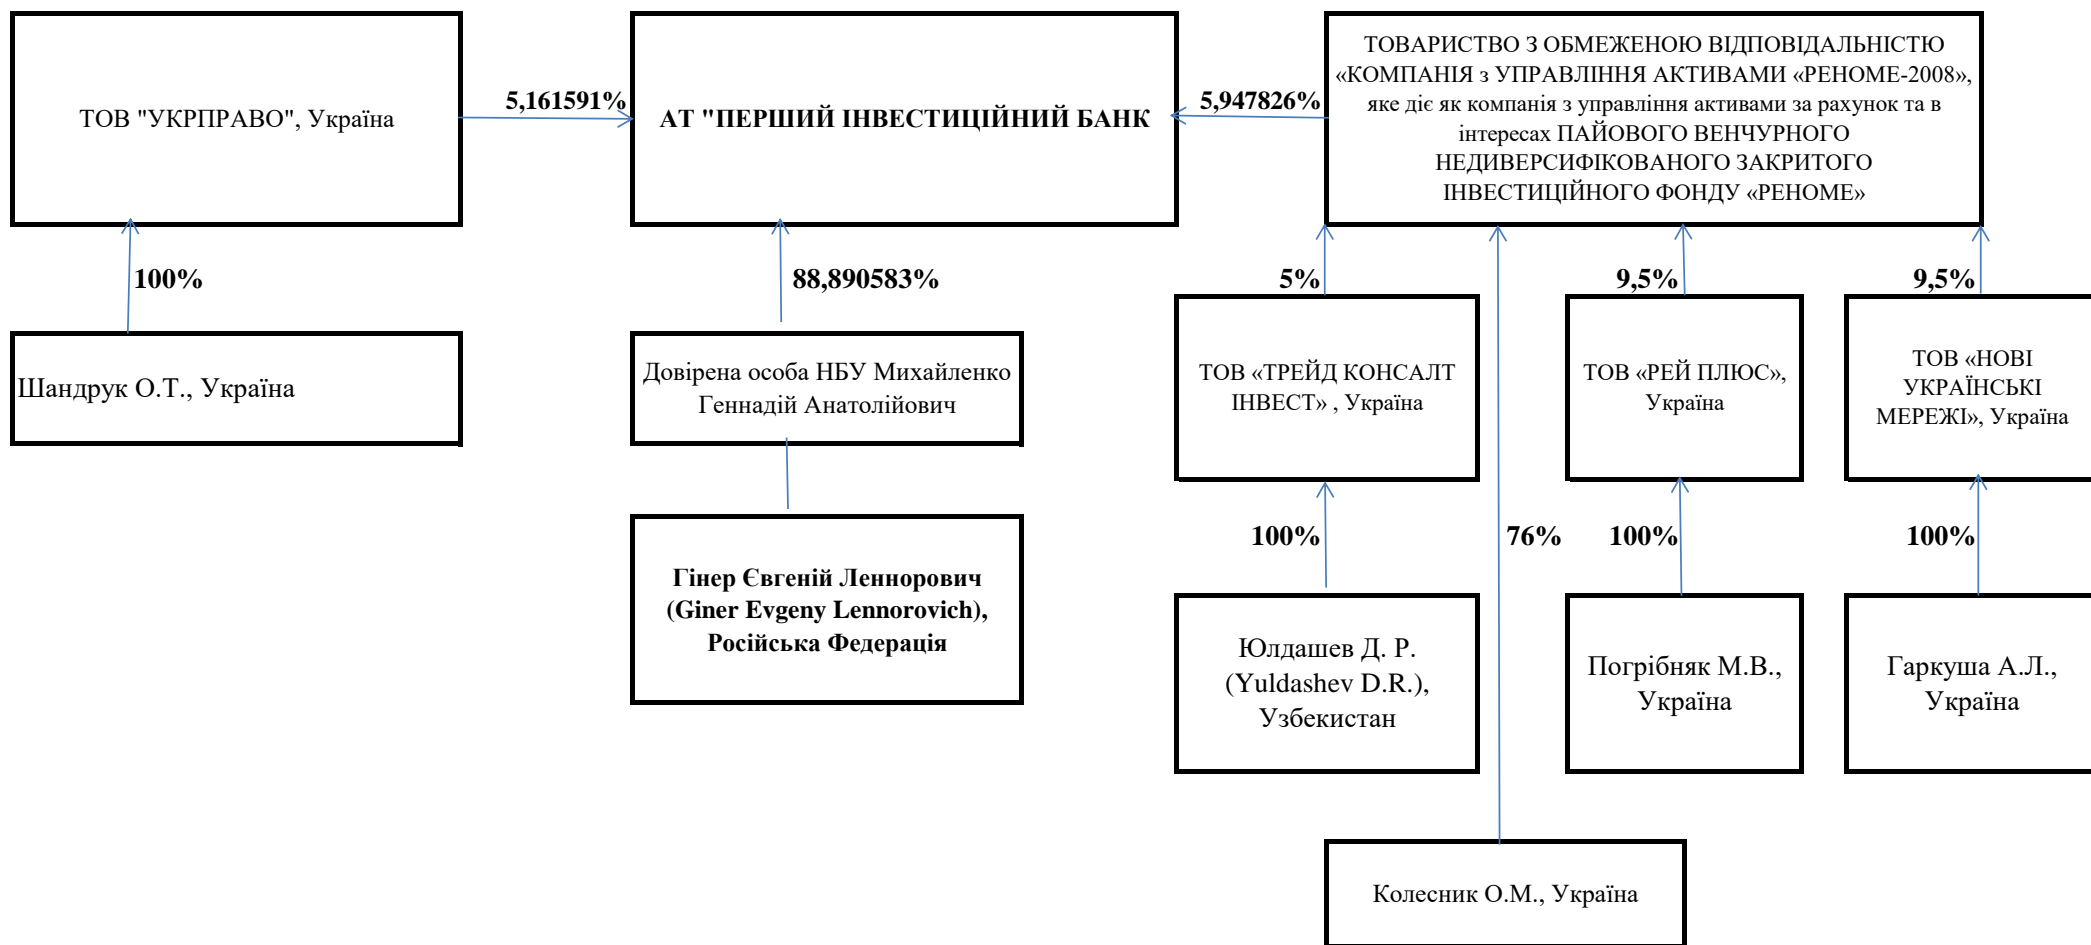 ТОВ "УКРПРАВО", Україна
5,161591%
АТ "ПЕРШИЙ ІНВЕСТИЦІЙНИЙ БАНК
5,947826%
ТОВАРИСТВО З ОБМЕЖЕНОЮ ВІДПОВІДАЛЬНІСТЮ
«КОМПАНІЯ з УПРАВЛІННЯ АКТИВАМИ «РЕНОМЕ-2008»,
яке діє як компанія з управління активами за рахунок та в
інтересах ПАЙОВОГО ВЕНЧУРНОГО
НЕДИВЕРСИФІКОВАНОГО ЗАКРИТОГО
ІНВЕСТИЦІЙНОГО ФОНДУ «РЕНОМЕ»
100%
88,890583%
5%
9,5%
9,5%
Шандрук О.Т., Україна
Довірена особа НБУ Михайленко
Геннадій Анатолійович
ТОВ «ТРЕЙД КОНСАЛТ
ІНВЕСТ» , Україна
ТОВ «РЕЙ ПЛЮС»,
Україна
ТОВ «НОВІ
УКРАЇНСЬКІ
МЕРЕЖІ», Україна
100%
76%
100%
100%
Гінер Євгеній Леннорович
(Giner Evgeny Lennorovich),
Російська Федерація
Юлдашев Д. Р.
(Yuldashev D.R.),
Узбекистан
Погрібняк М.В.,
Україна
Гаркуша А.Л.,
Україна
Колесник О.М., Україна